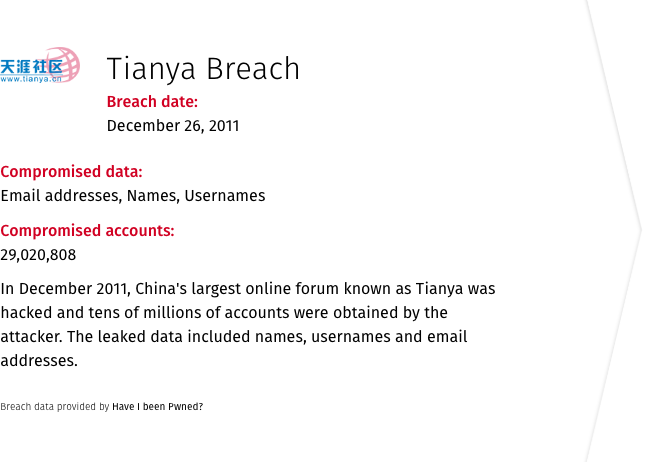 天涯社区
www.tianya.cn
Tianya Breach
Breach date:
December 26, 2011
Compromised data:
Email addresses, Names, Usernames
Compromised accounts:
29,020,808
In December 2011, China's largest online forum known as Tianya was
hacked and tens of millions of accounts were obtained by the
attacker. The leaked data included names, usernames and email
addresses.
Breach data provided by Have I been Pwned?